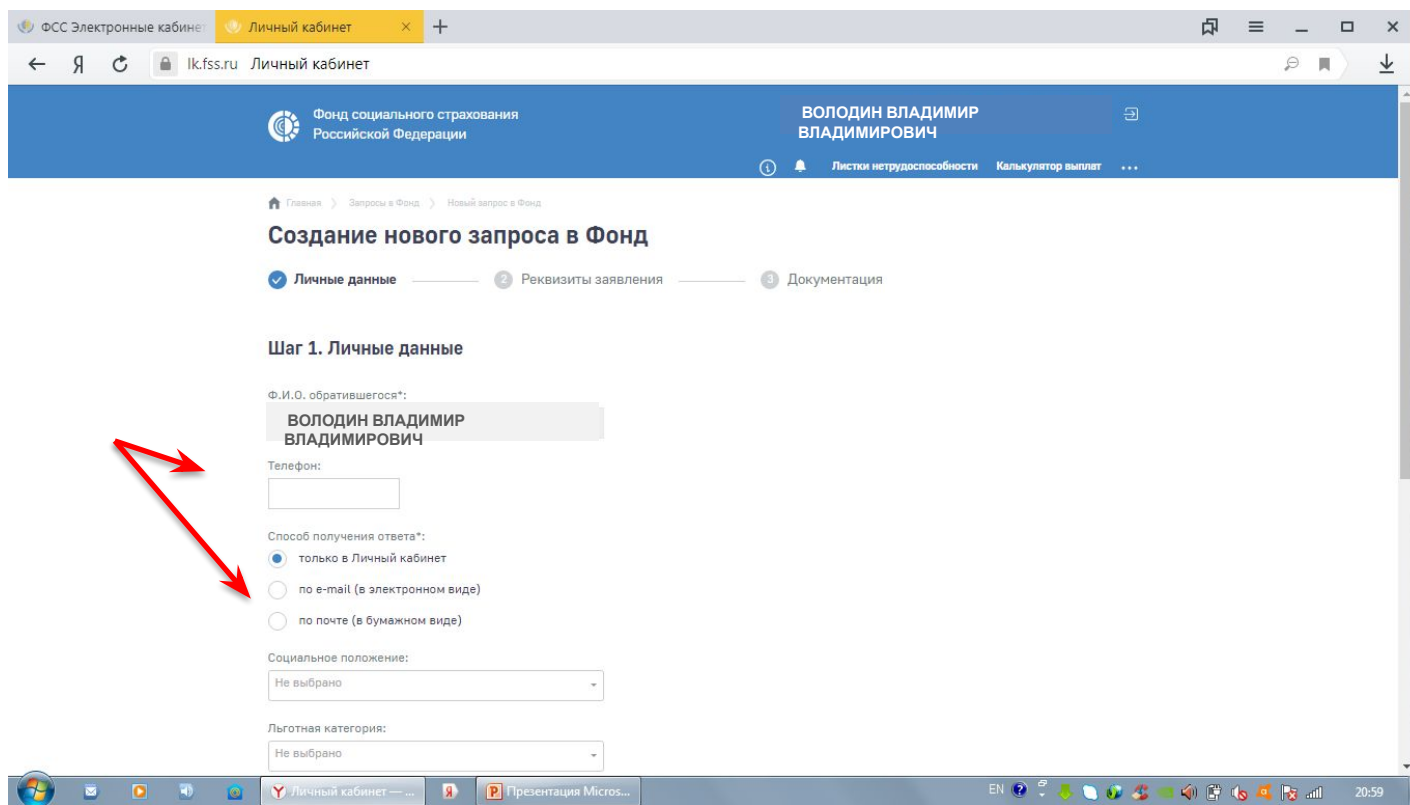 ФСС Электронные кабинет
Личный кабинет
lk.fss.ru Личный кабинет
Фонд социального страхования
Российской Федерации
ВОЛОДИН ВЛАДИМИР
ВЛАДИМИРОВИЧ
Листки нетрудоспособности Калькулятор выплат ...
Главная > Запросы в Фонд > Новый запрос в Фонд
Создание нового запроса в Фонд
Личные данные 2 Реквизиты заявления 3 Документация
Шаг 1. Личные данные
Ф.И.О. обратившегося*:
ВОЛОДИН ВЛАДИМИР
ВЛАДИМИРОВИЧ
Телефон:
Способ получения ответа*:
только в Личный кабинет
по e-mail (в электронном виде)
по почте (в бумажном виде)
Социальное положение:
Не выбрано
Льготная категория:
Не выбрано
Личный кабинет — ... Презентация Micros... EN 20:59